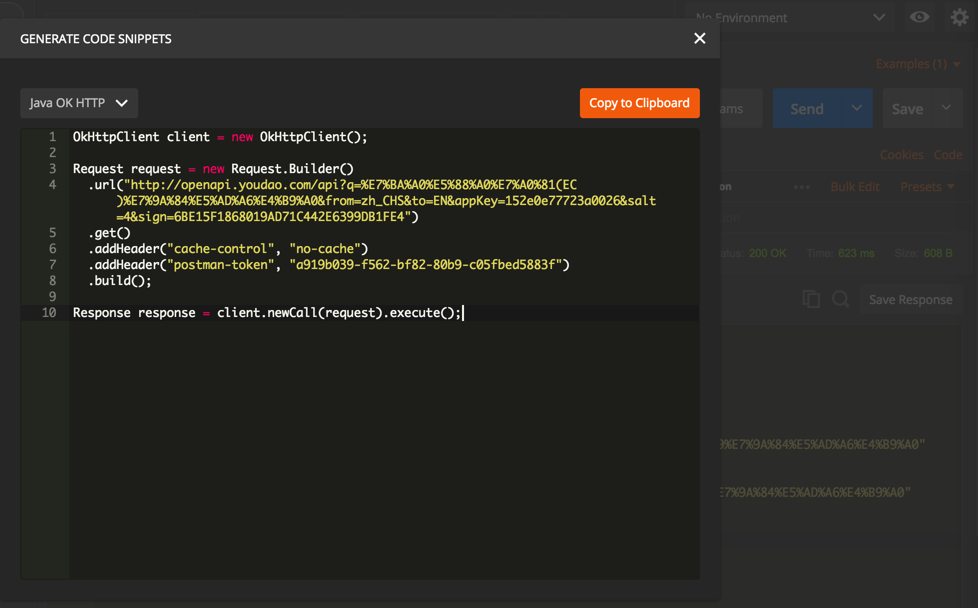 No Environment
GENERATE CODE SNIPPETS
Examples (1)
Java OK HTTP
Copy to Clipboard
Send
Save
Cookies Code
Bulk Edit Presets
1 OkHttpClient client = new OkHttpClient();
2
3 Request request = new Request.Builder()
4 .url("http://openapi.youdao.com/api?q=%E7%BA%A0%E5%88%A0%E7%A0%81(EC
)%E7%9A%84%E5%AD%A6%E4%B9%A0&from=zh_CHS&to=EN&appKey=152e0e77723a0026&salt
=4&sign=6BE15F1868019AD71C442E6399DB1FE4")
5 .get()
6 .addHeader("cache-control", "no-cache")
7 .addHeader("postman-token", "a919b039-f562-bf82-80b9-c05fbed5883f")
8 .build();
9
10 Response response = client.newCall(request).execute();
200 OK Time: 623 ms Size: 608 B
Save Response
%E7%9A%84%E5%AD%A6%E4%B9%A0"
E7%9A%84%E5%AD%A6%E4%B9%A0"